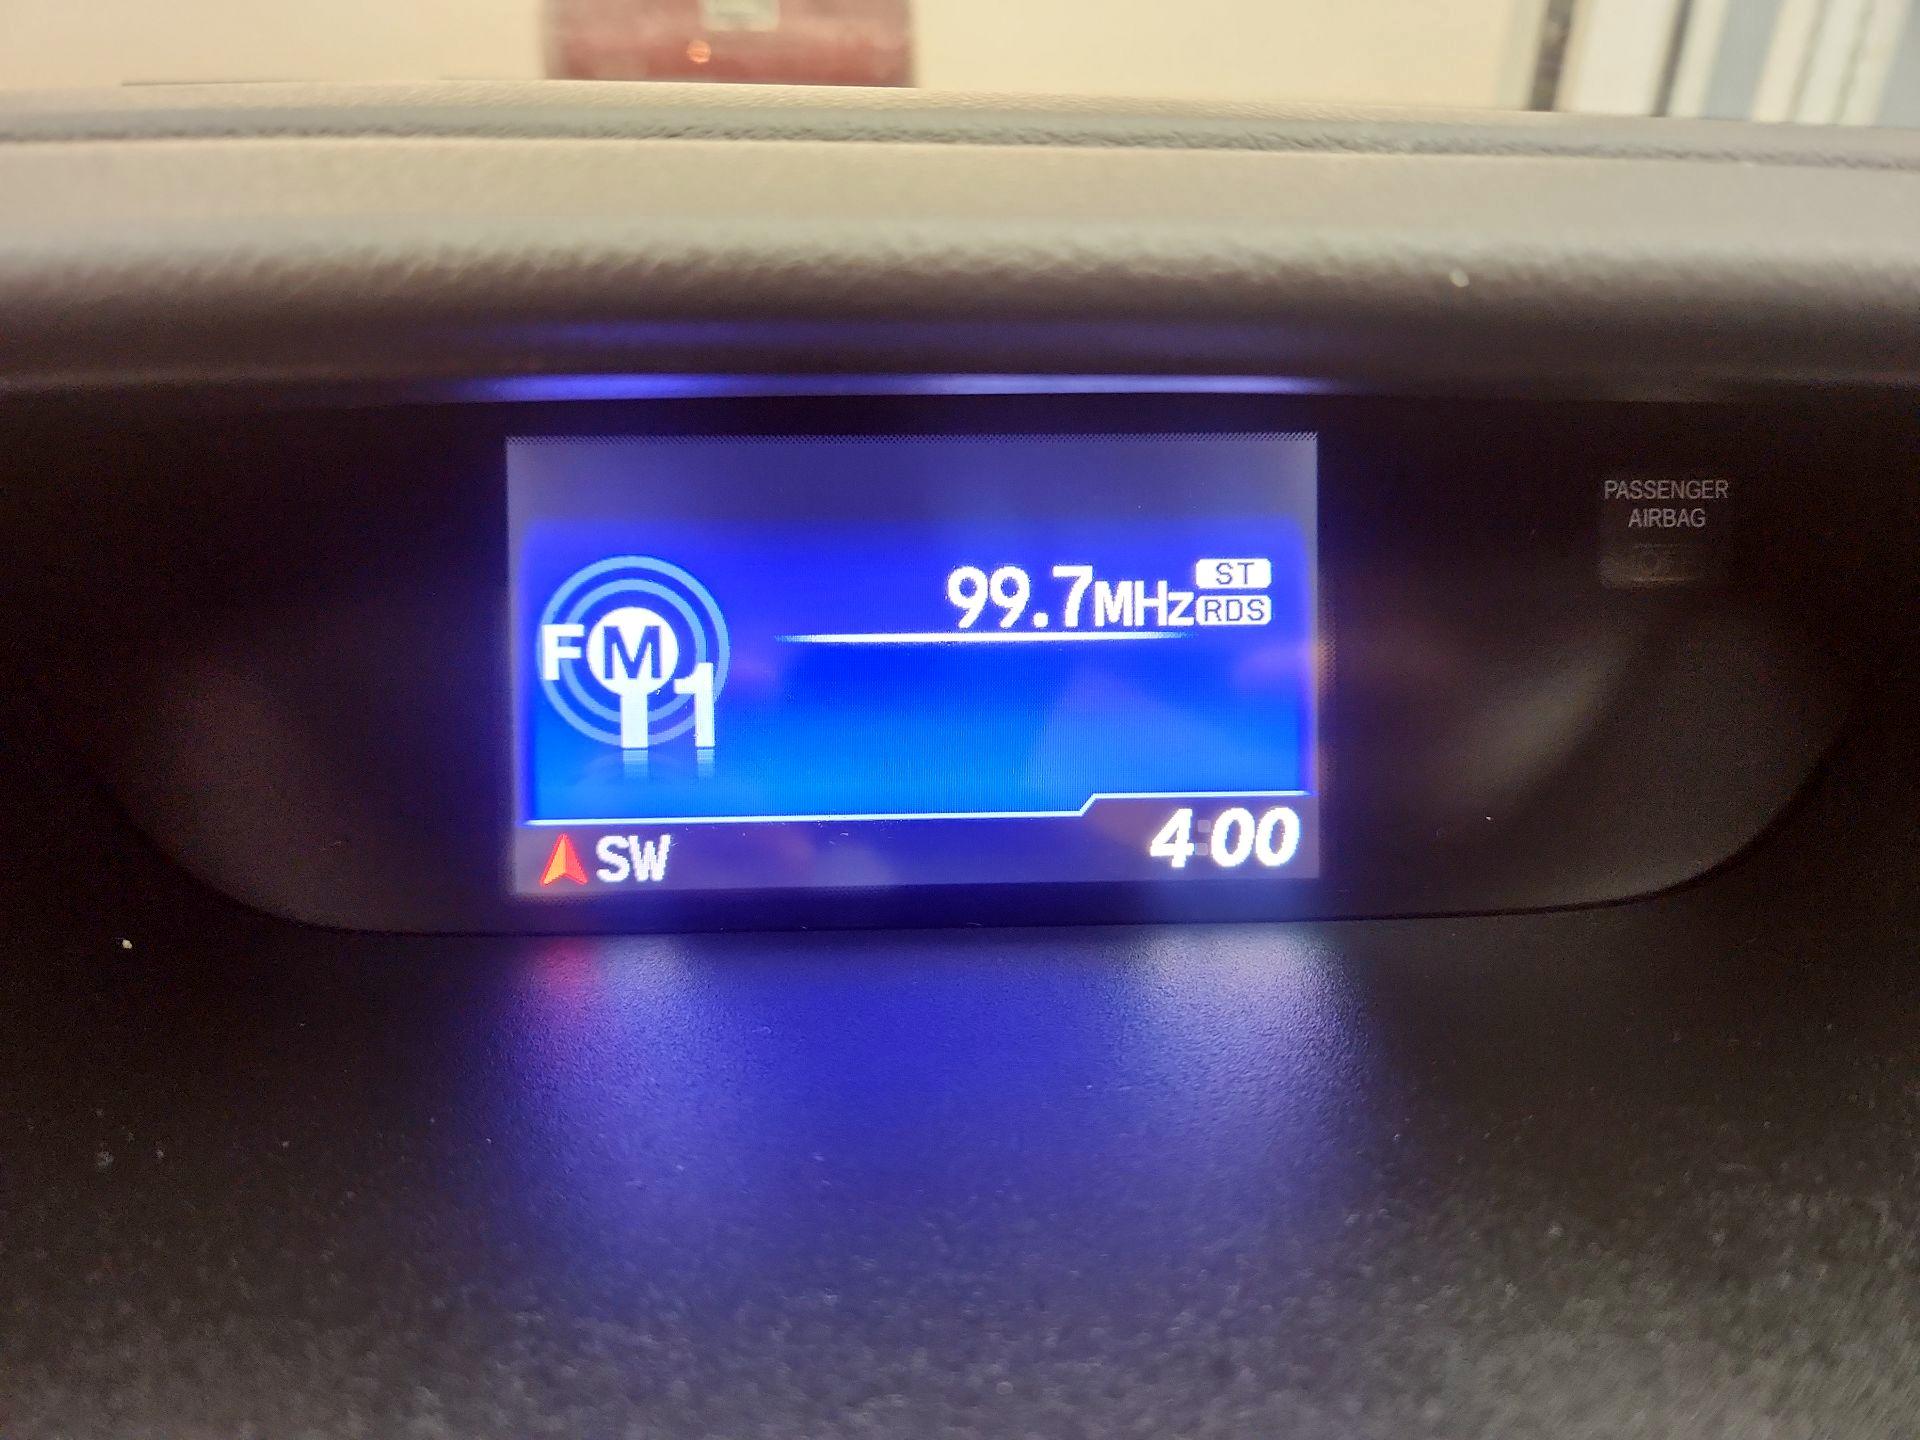 99.7MHz ST
RDS
FM
1
SW
4:00
PASSENGER
AIRBAG